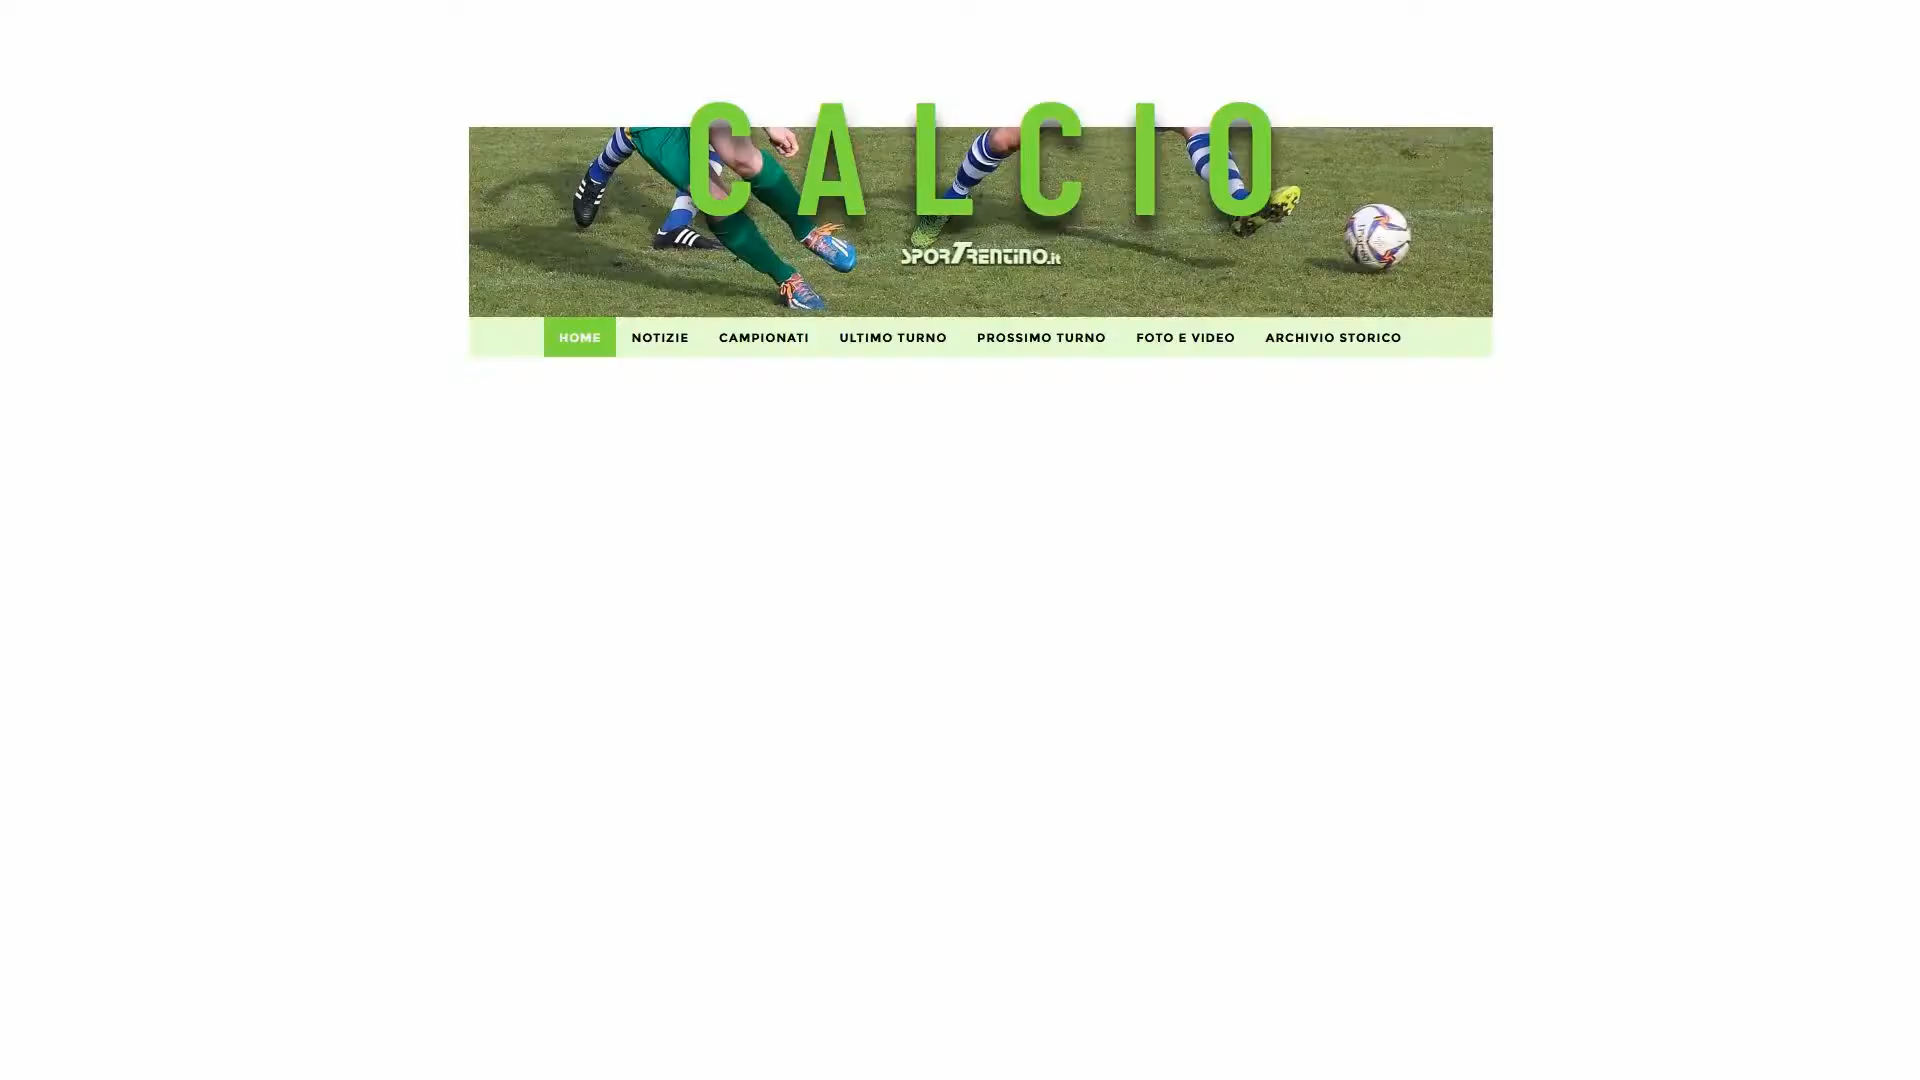 CALCIO
SPORTRENTINO.it
HOME NOTIZIE CAMPIONATI ULTIMO TURNO PROSSIMO TURNO FOTO E VIDEO ARCHIVIO STORICO